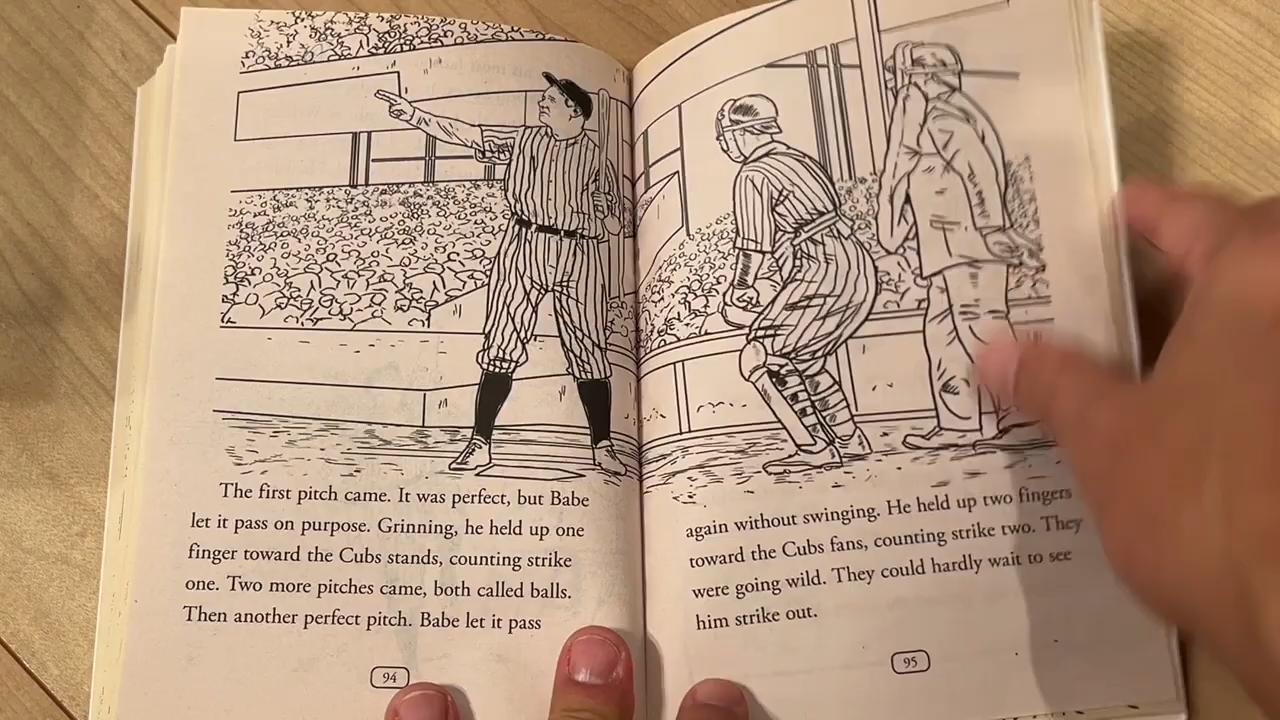 The first pitch came. It was perfect, but Babe
let it pass on purpose. Grinning, he held up one
finger toward the Cubs stands, counting strike
one. Two more pitches came, both called balls.
Then another perfect pitch. Babe let it pass
94
again without swinging. He held up two fingers
toward the Cubs fans, counting strike two. They
were going wild. They could hardly wait to see
him strike out.
95